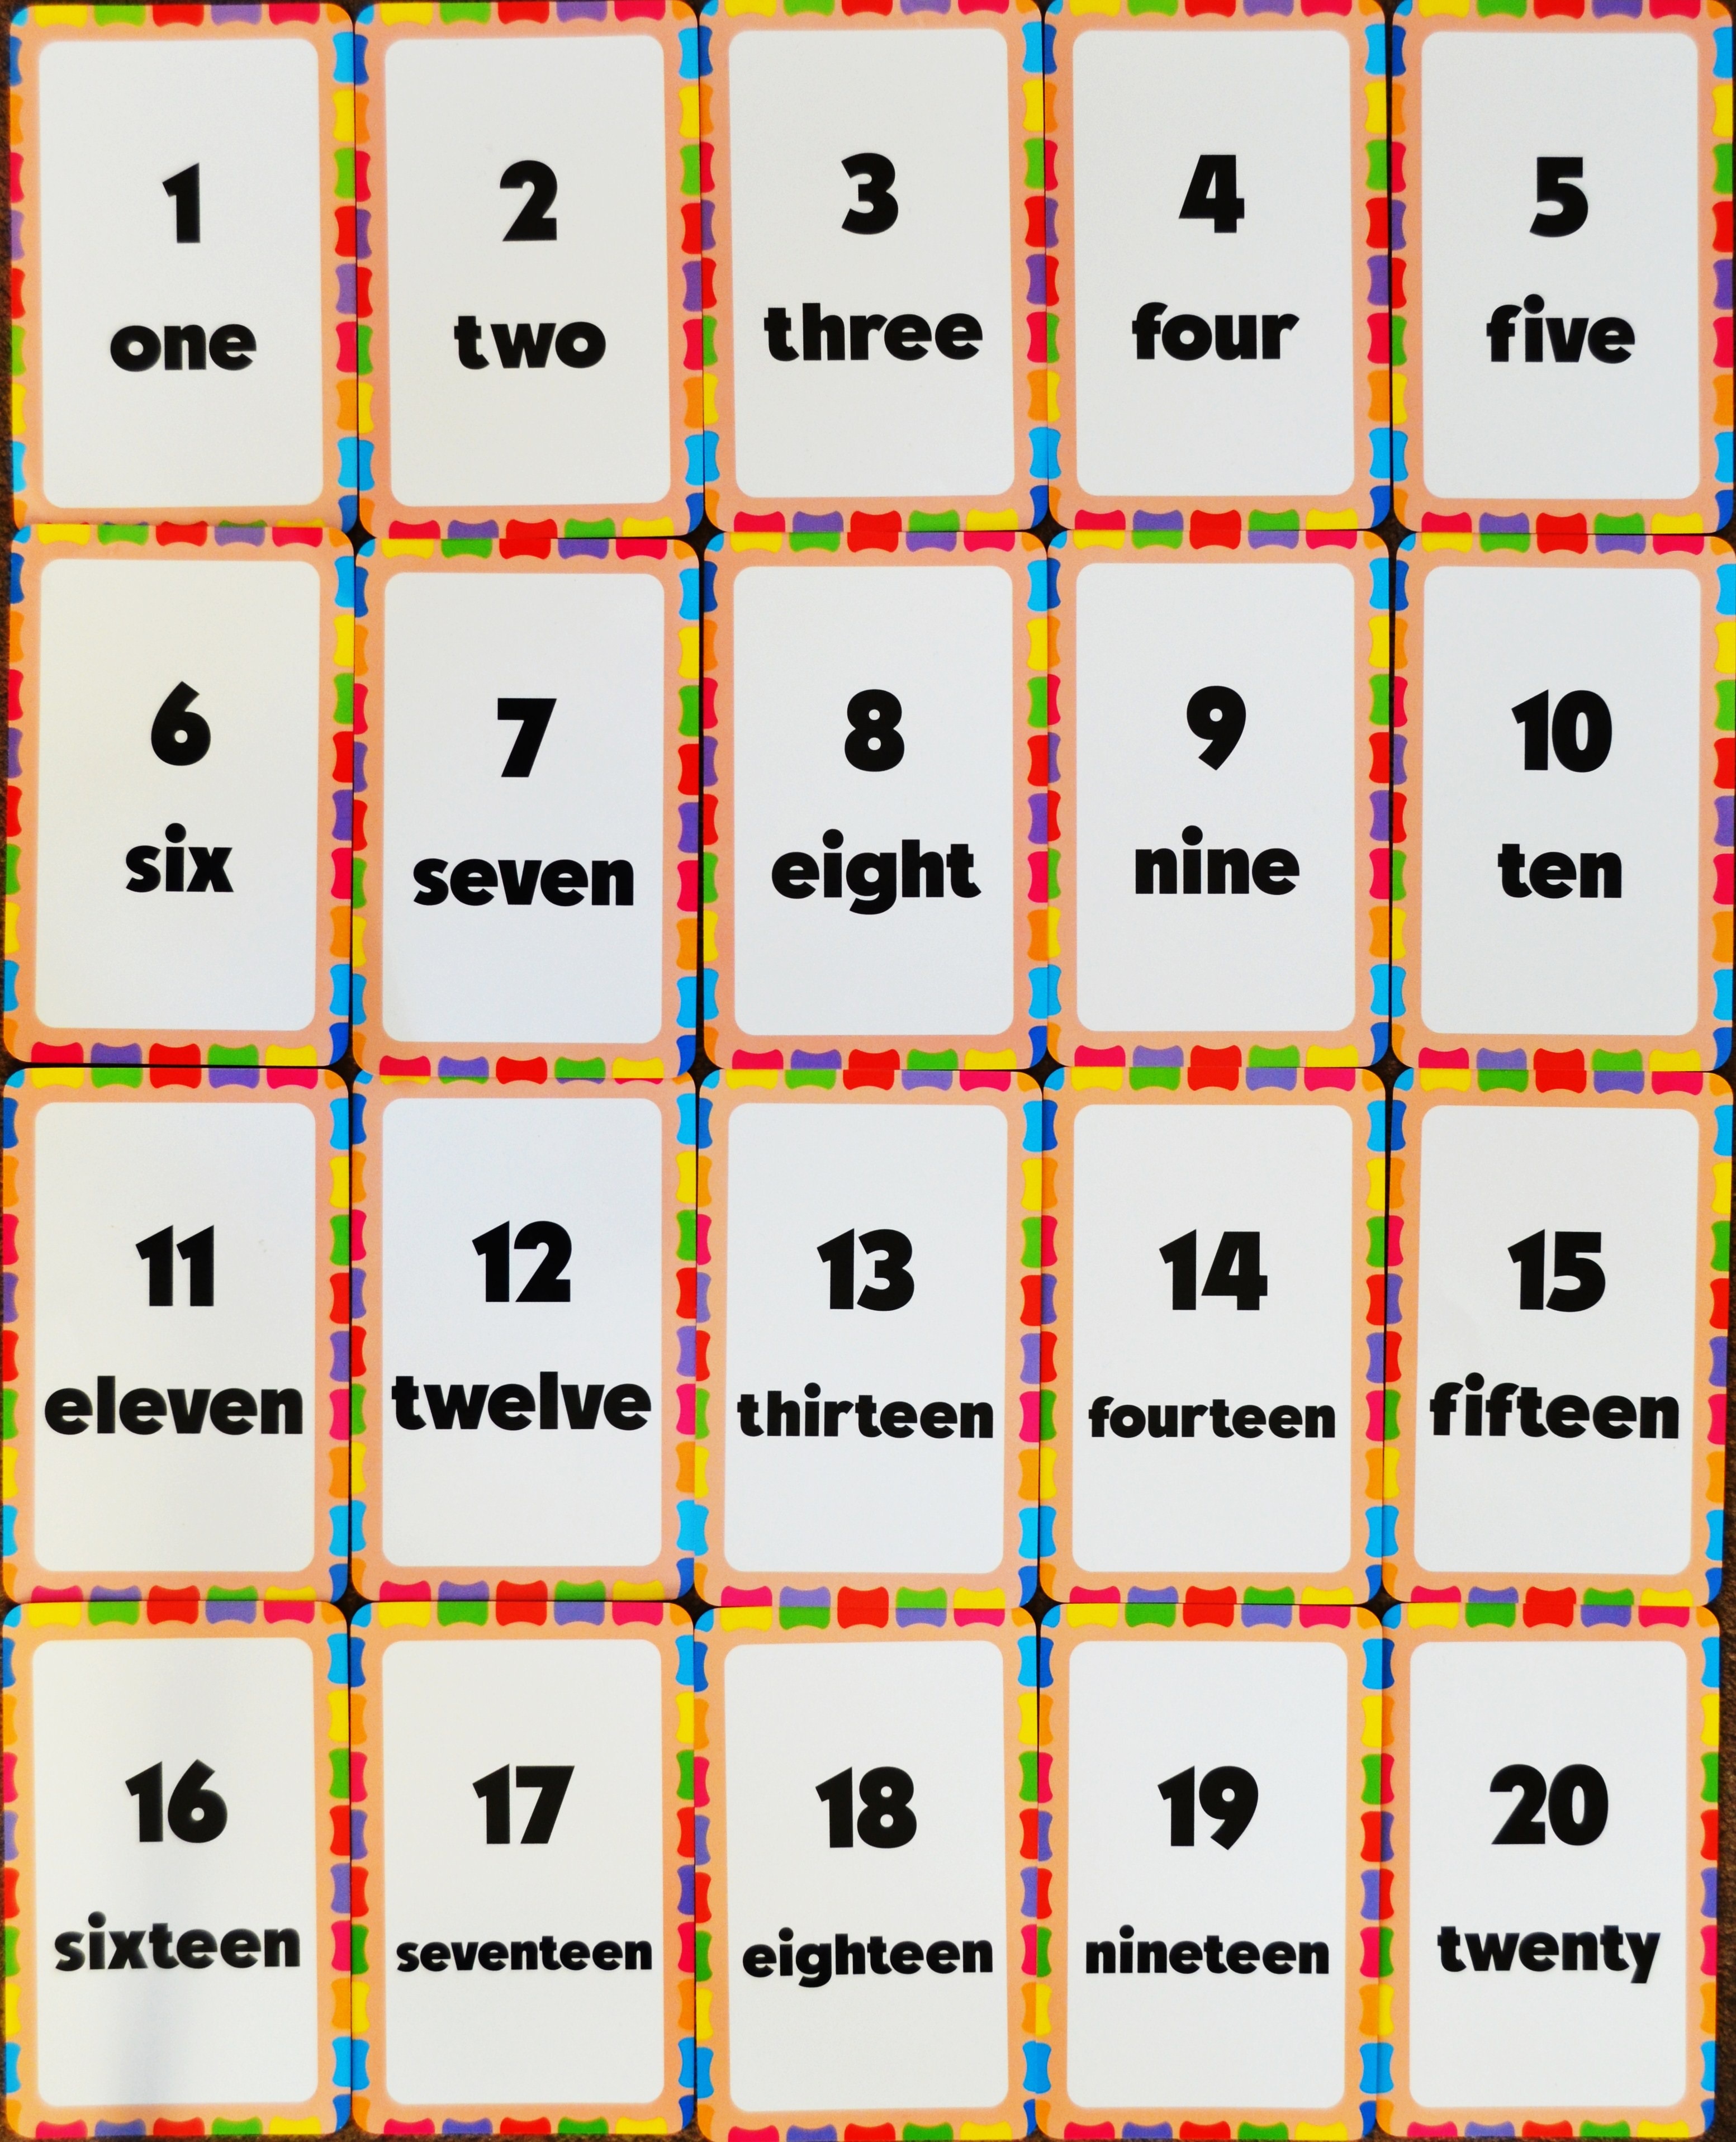 1
one
2
two
3
three
4
four
5
five
6
six
7
seven
8
eight
9
nine
10
ten
11
eleven
12
twelve
13
thirteen
14
fourteen
15
fifteen
16
sixteen
17
seventeen
18
eighteen
19
nineteen
20
twenty